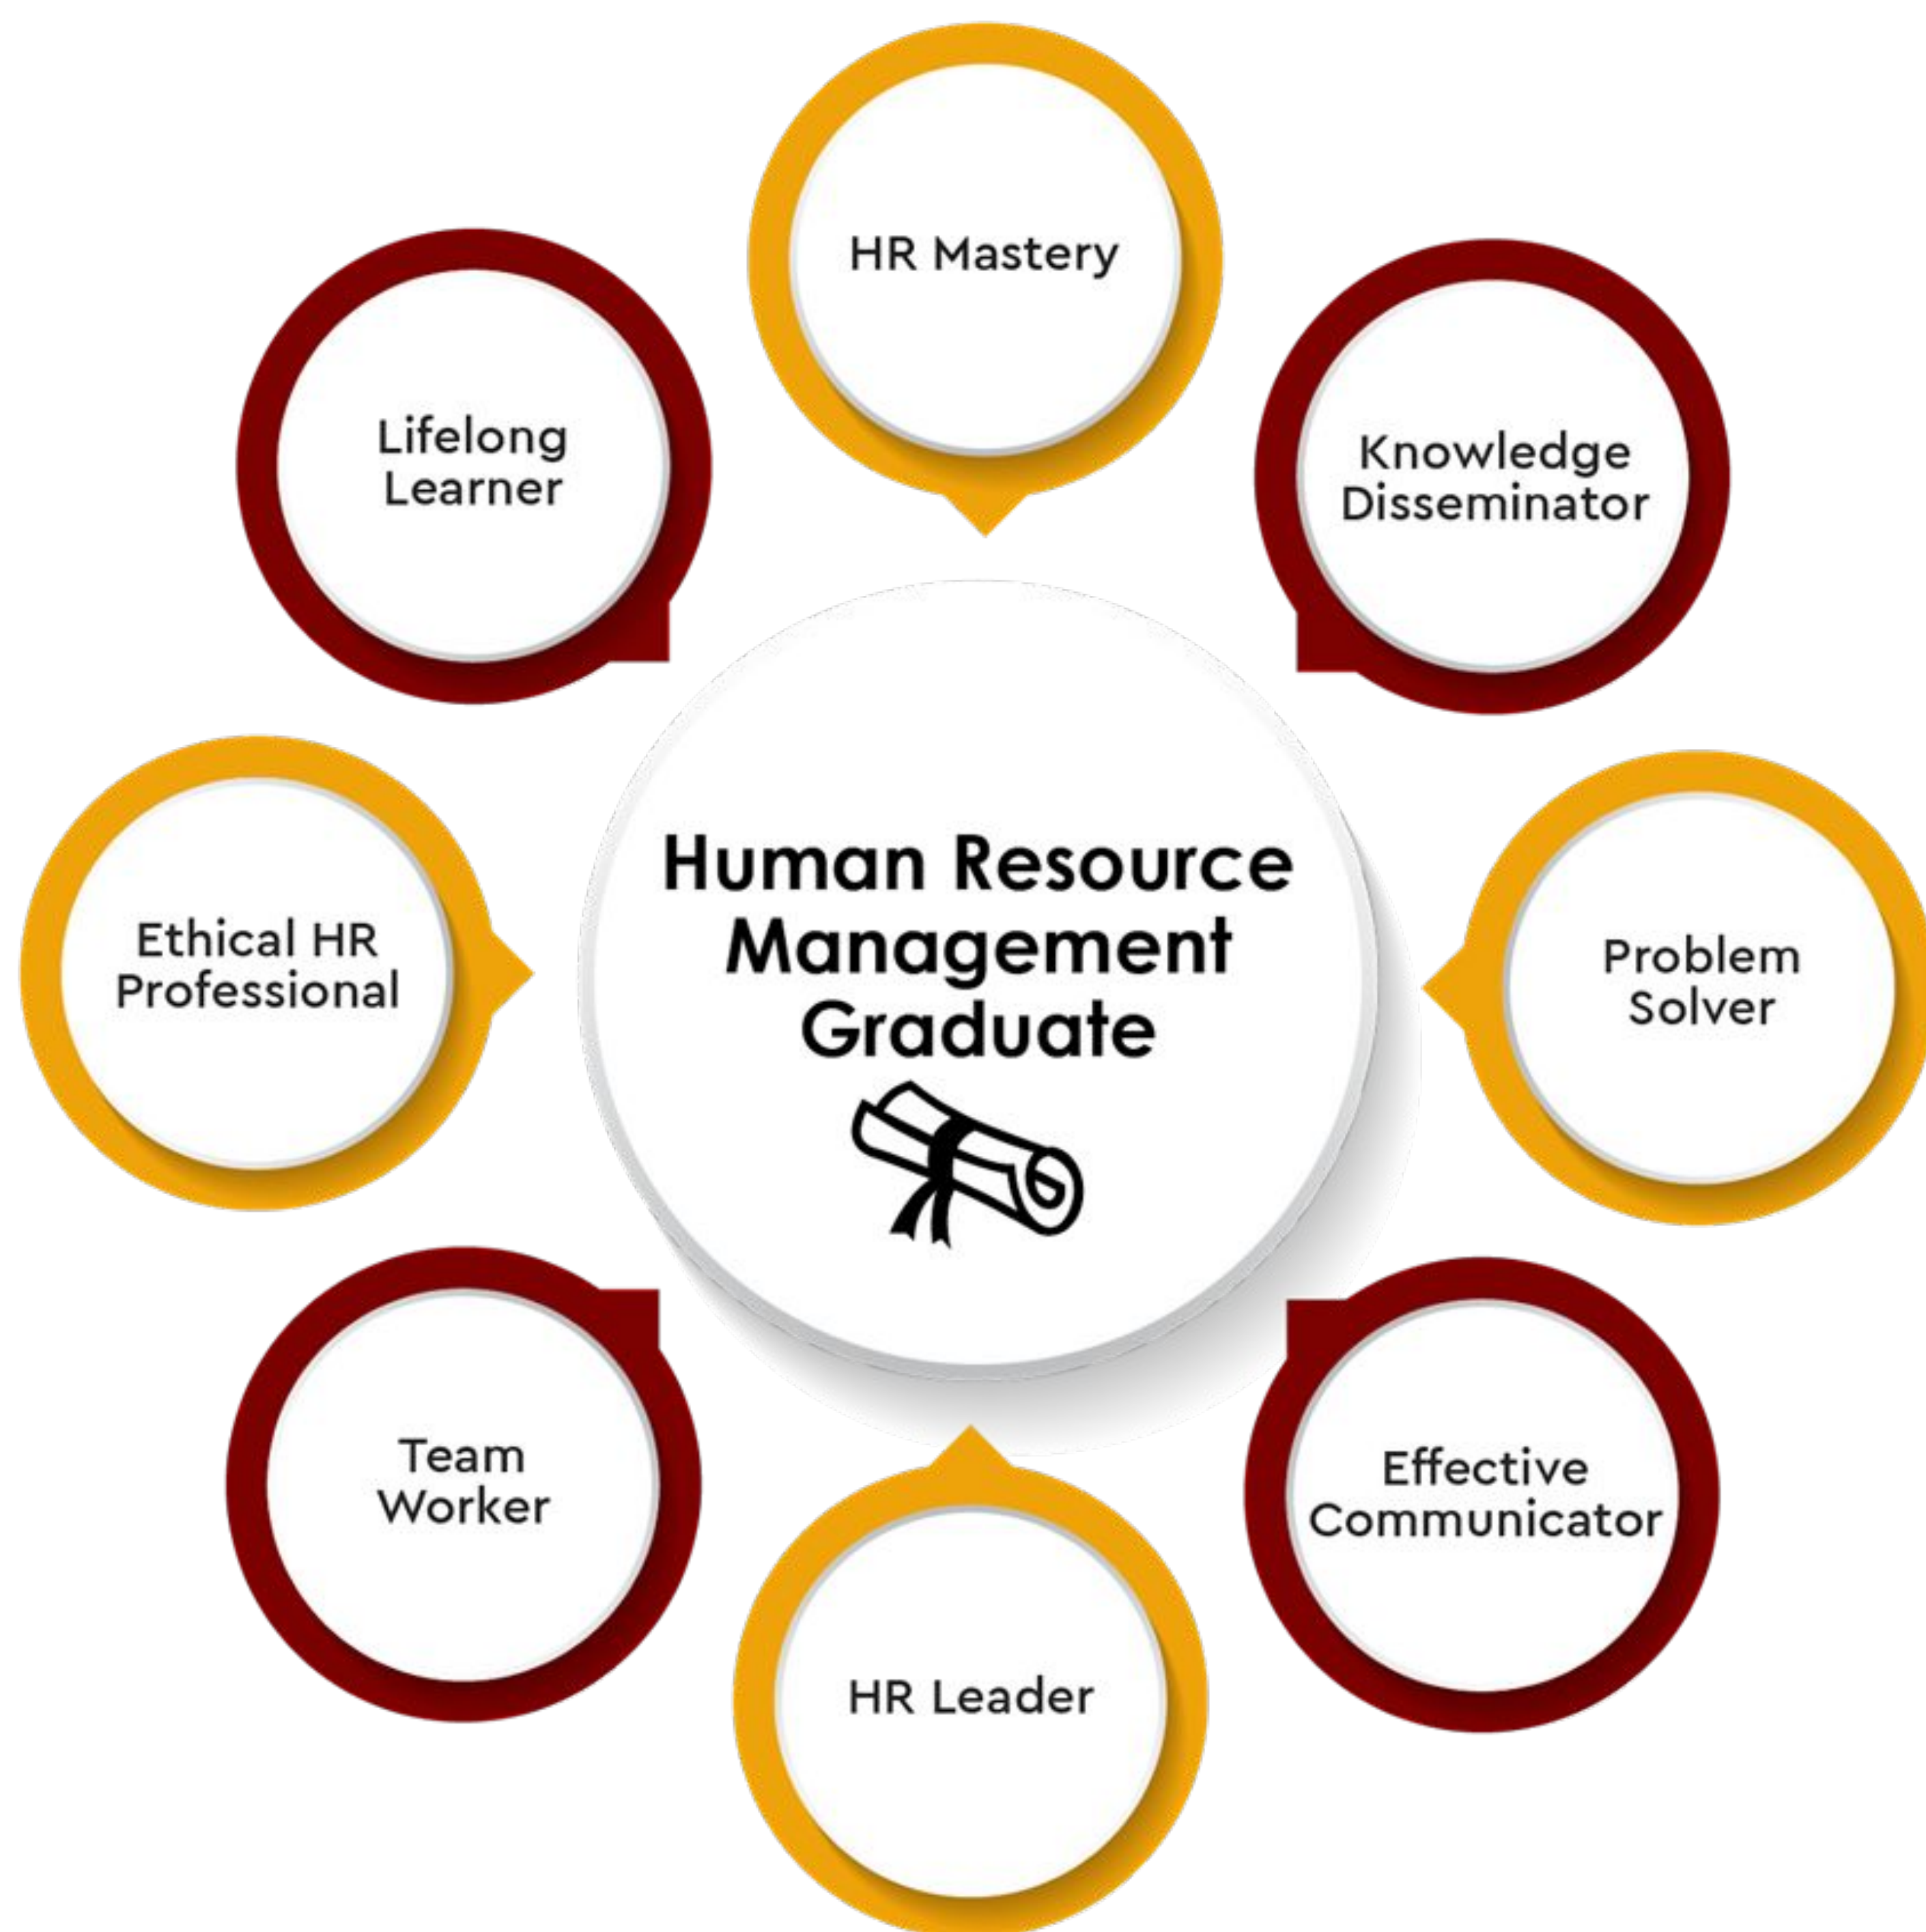 HR Mastery
Lifelong
Learner
Knowledge
Disseminator
Human Resource
Management
Graduate
Ethical HR
Professional
Problem
Solver
Team
Worker
Effective
Communicator
HR Leader